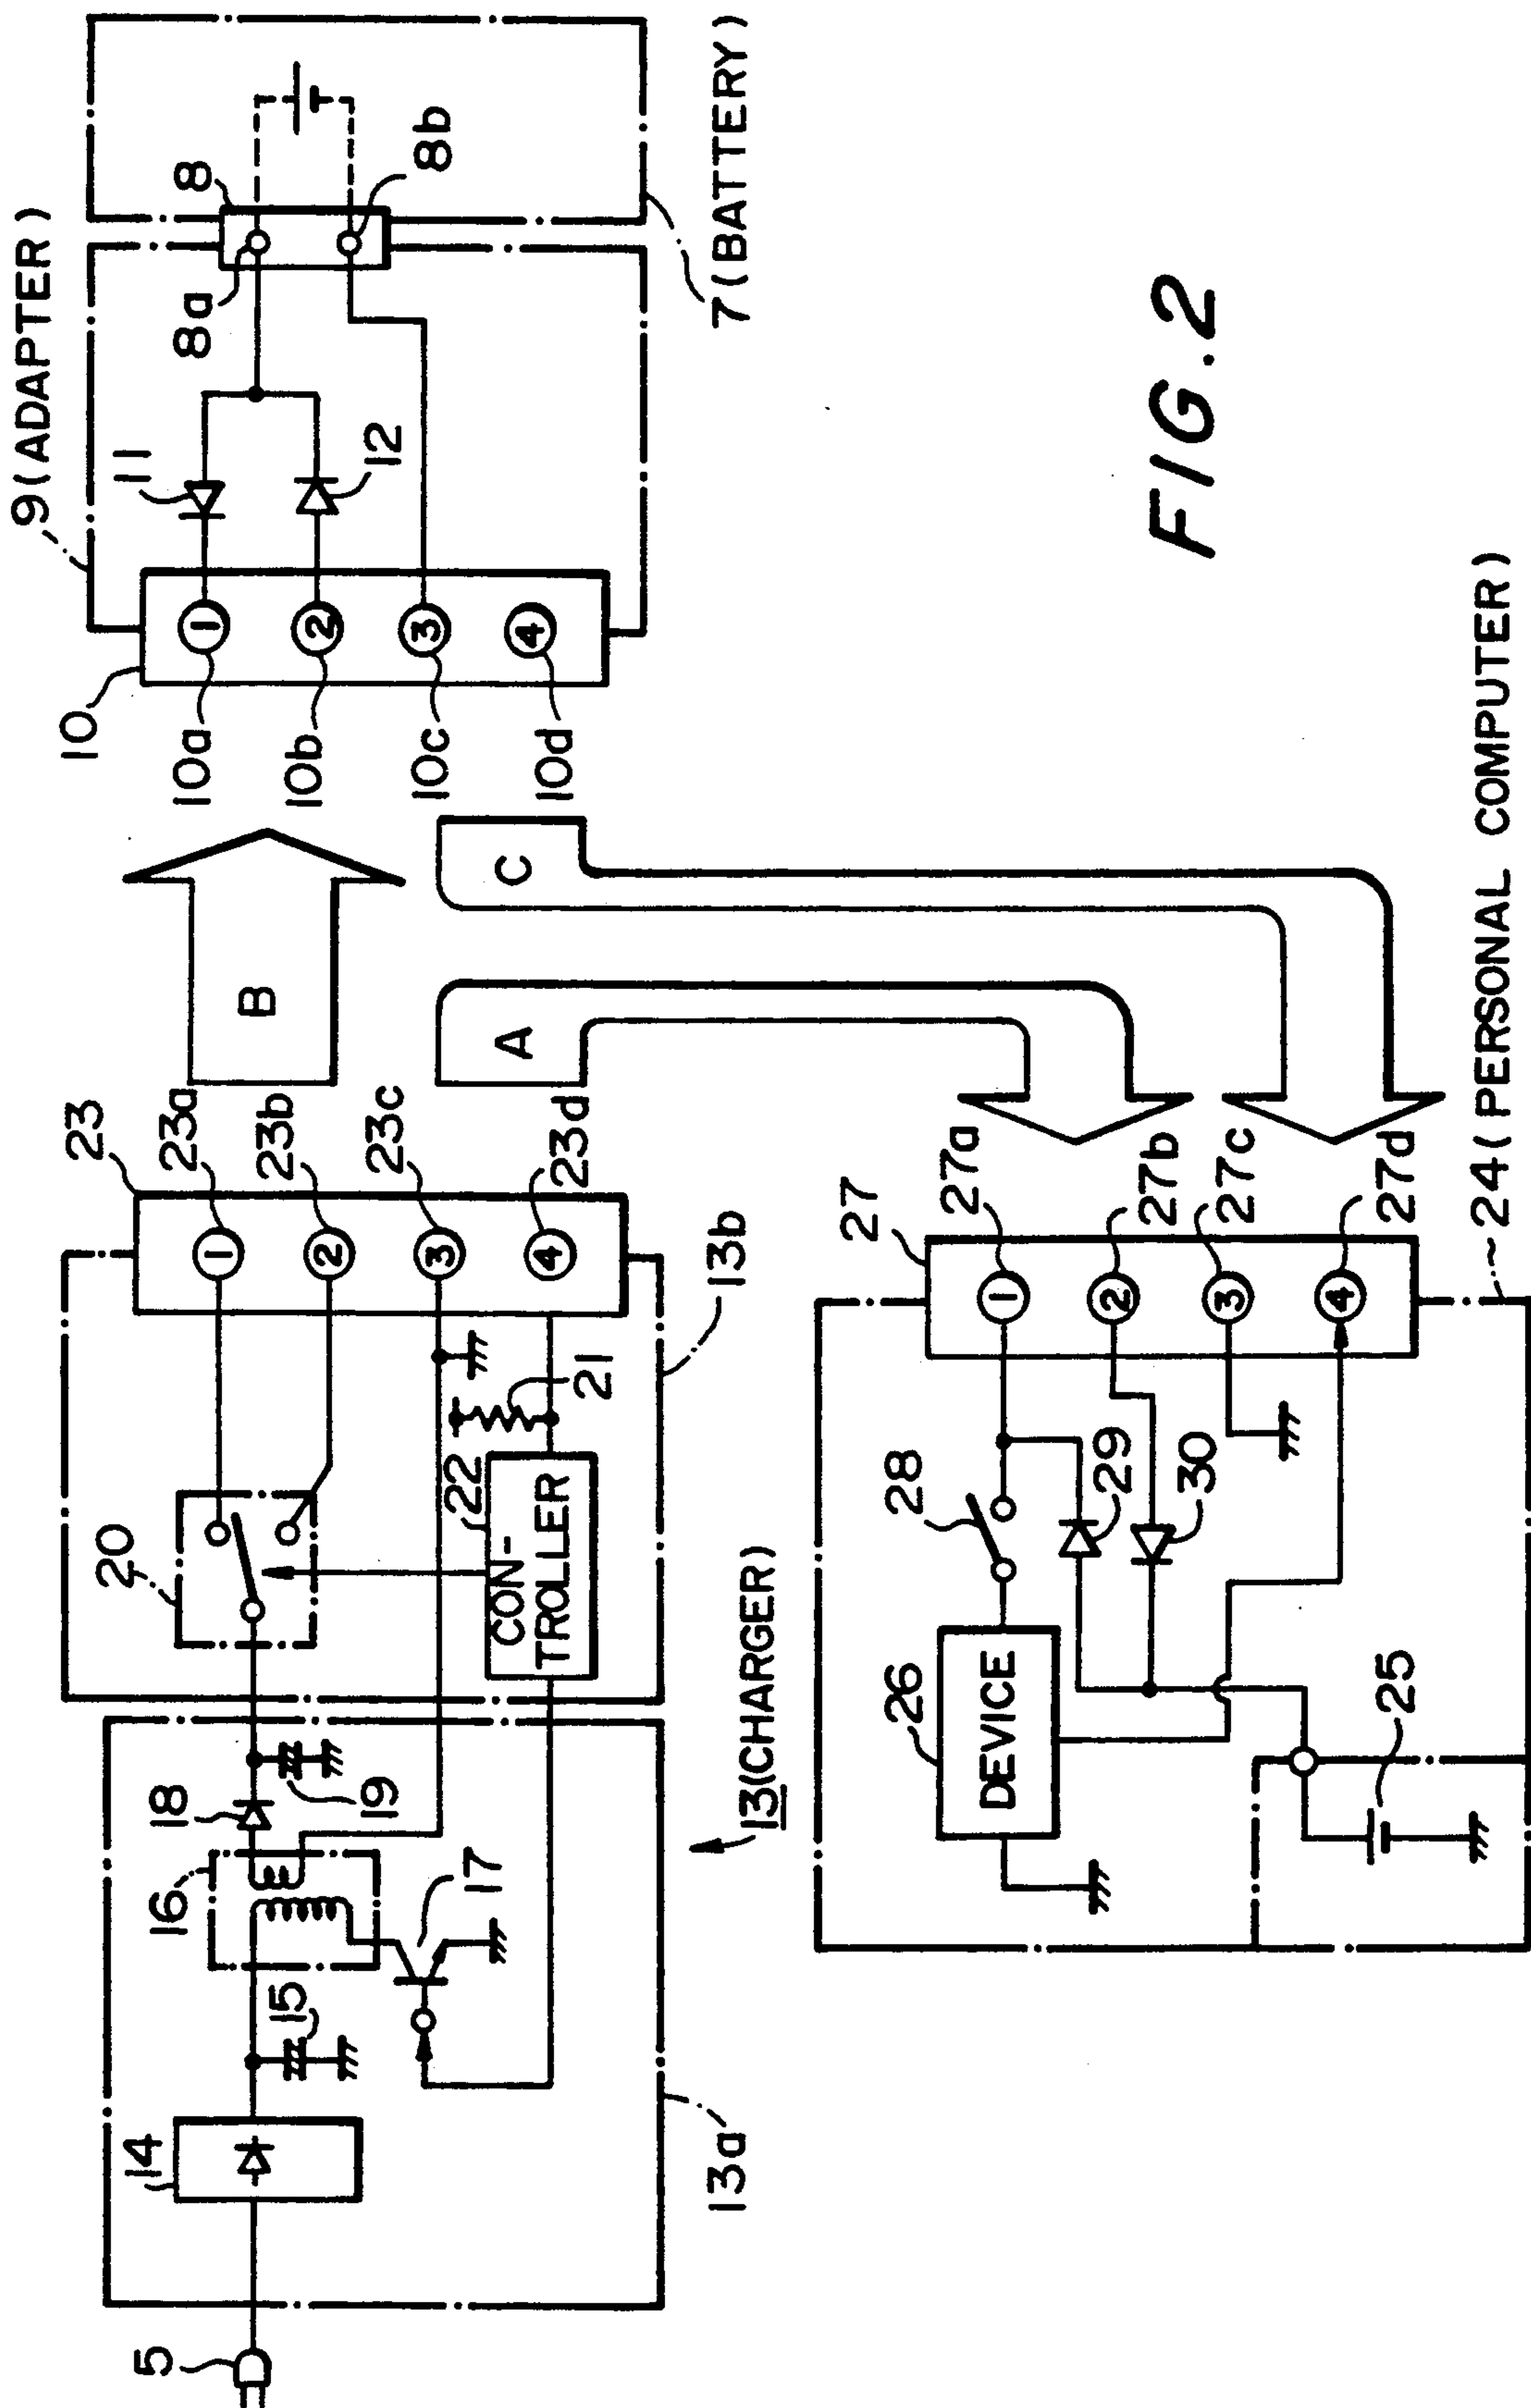 9(ADAPTER)
7(BATTERY)
8
8a
8b
11
12
10
1
2
3
4
10a
10b
10c
10d
B
C
A
FIG.2
23
23a
23b
23c
23d
1
2
3
4
13b
20
21
22
CON-
TROLLER
13(CHARGER)
13a
5
14
15
16
17
18
19
24(PERSONAL COMPUTER)
27
27a
27b
27c
27d
1
2
3
4
28
29
30
26
DEVICE
25